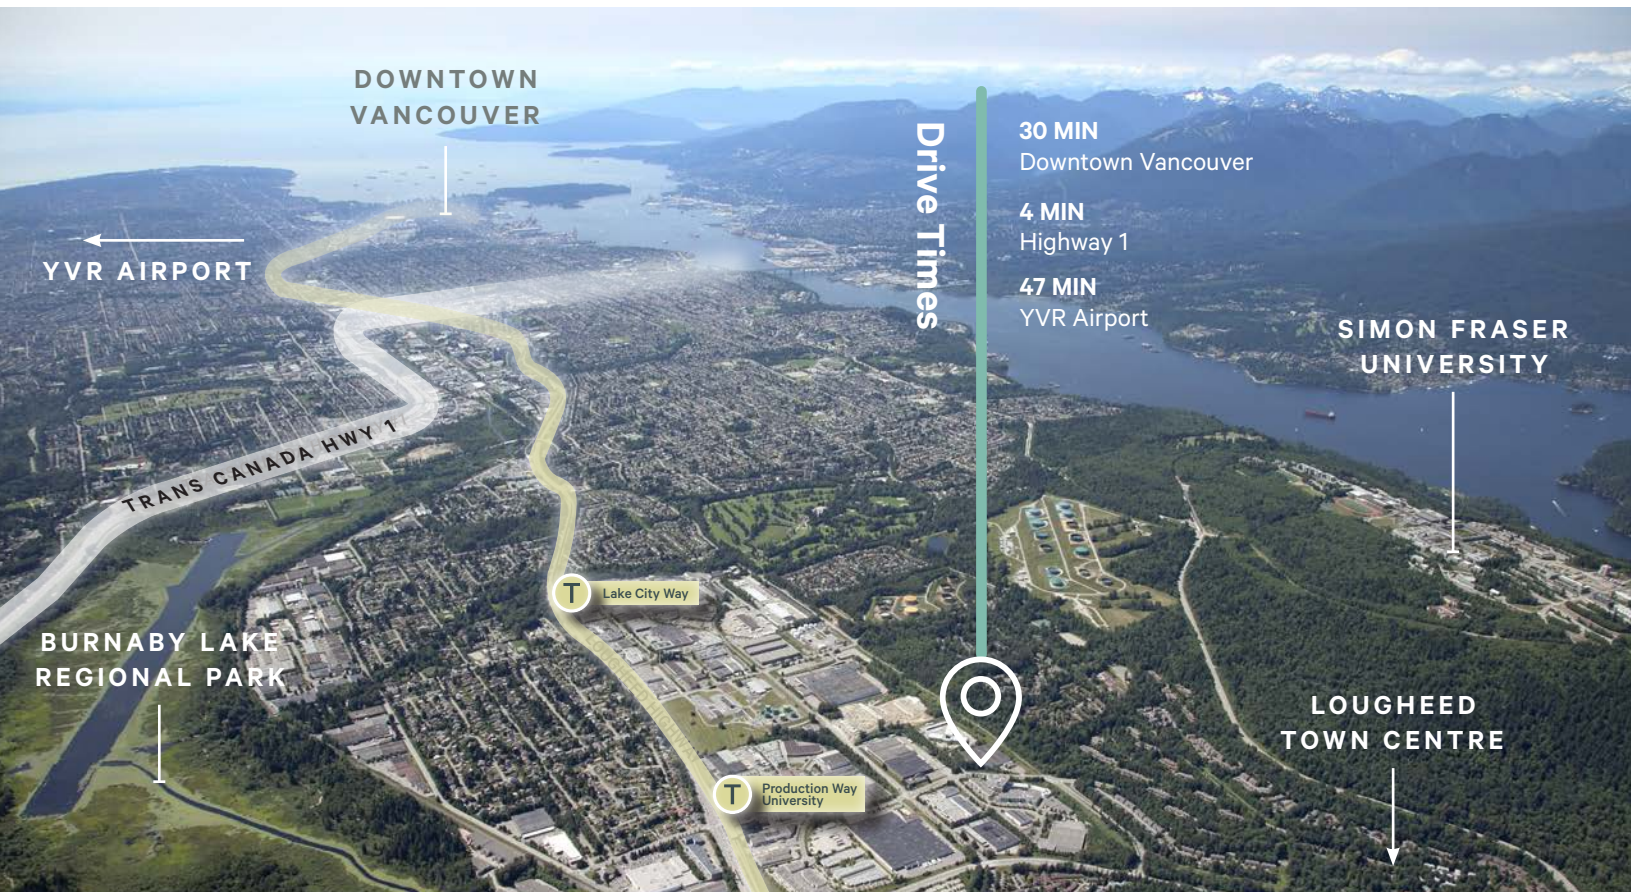 DOWNTOWN
VANCOUVER
YVR AIRPORT
Drive Times
30 MIN
Downtown Vancouver
4 MIN
Highway 1
47 MIN
YVR Airport
SIMON FRASER
UNIVERSITY
TRANS CANADA HWY 1
T
Lake City Way
BURNABY LAKE
REGIONAL PARK
LOUGHEED HIGHWAY
LOUGHEED
TOWN CENTRE
T
Production Way
University